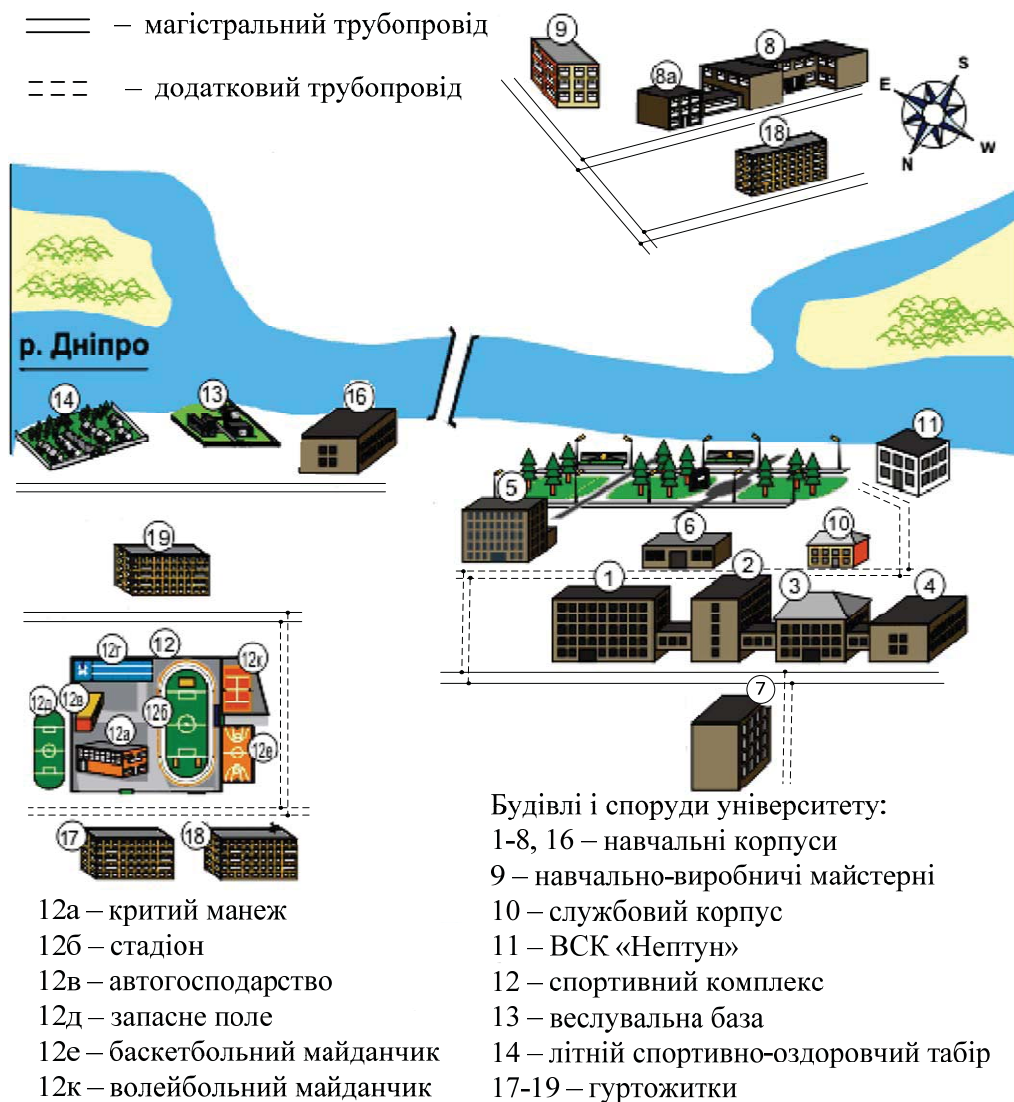 – магістральний трубопровід
– додатковий трубопровід
9
8
8а
18
S
E
W
N
р. Дніпро
14
13
16
11
5
6
10
19
1
2
3
4
12г
12
12к
12д
12в
12б
12а
12е
7
17
18
Будівлі і споруди університету:
1-8, 16 – навчальні корпуси
9 – навчально-виробничі майстерні
10 – службовий корпус
11 – ВСК «Нептун»
12 – спортивний комплекс
13 – веслувальна база
14 – літній спортивно-оздоровчий табір
17-19 – гуртожитки
12а – критий манеж
12б – стадіон
12в – автогосподарство
12д – запасне поле
12е – баскетбольний майданчик
12к – волейбольний майданчик